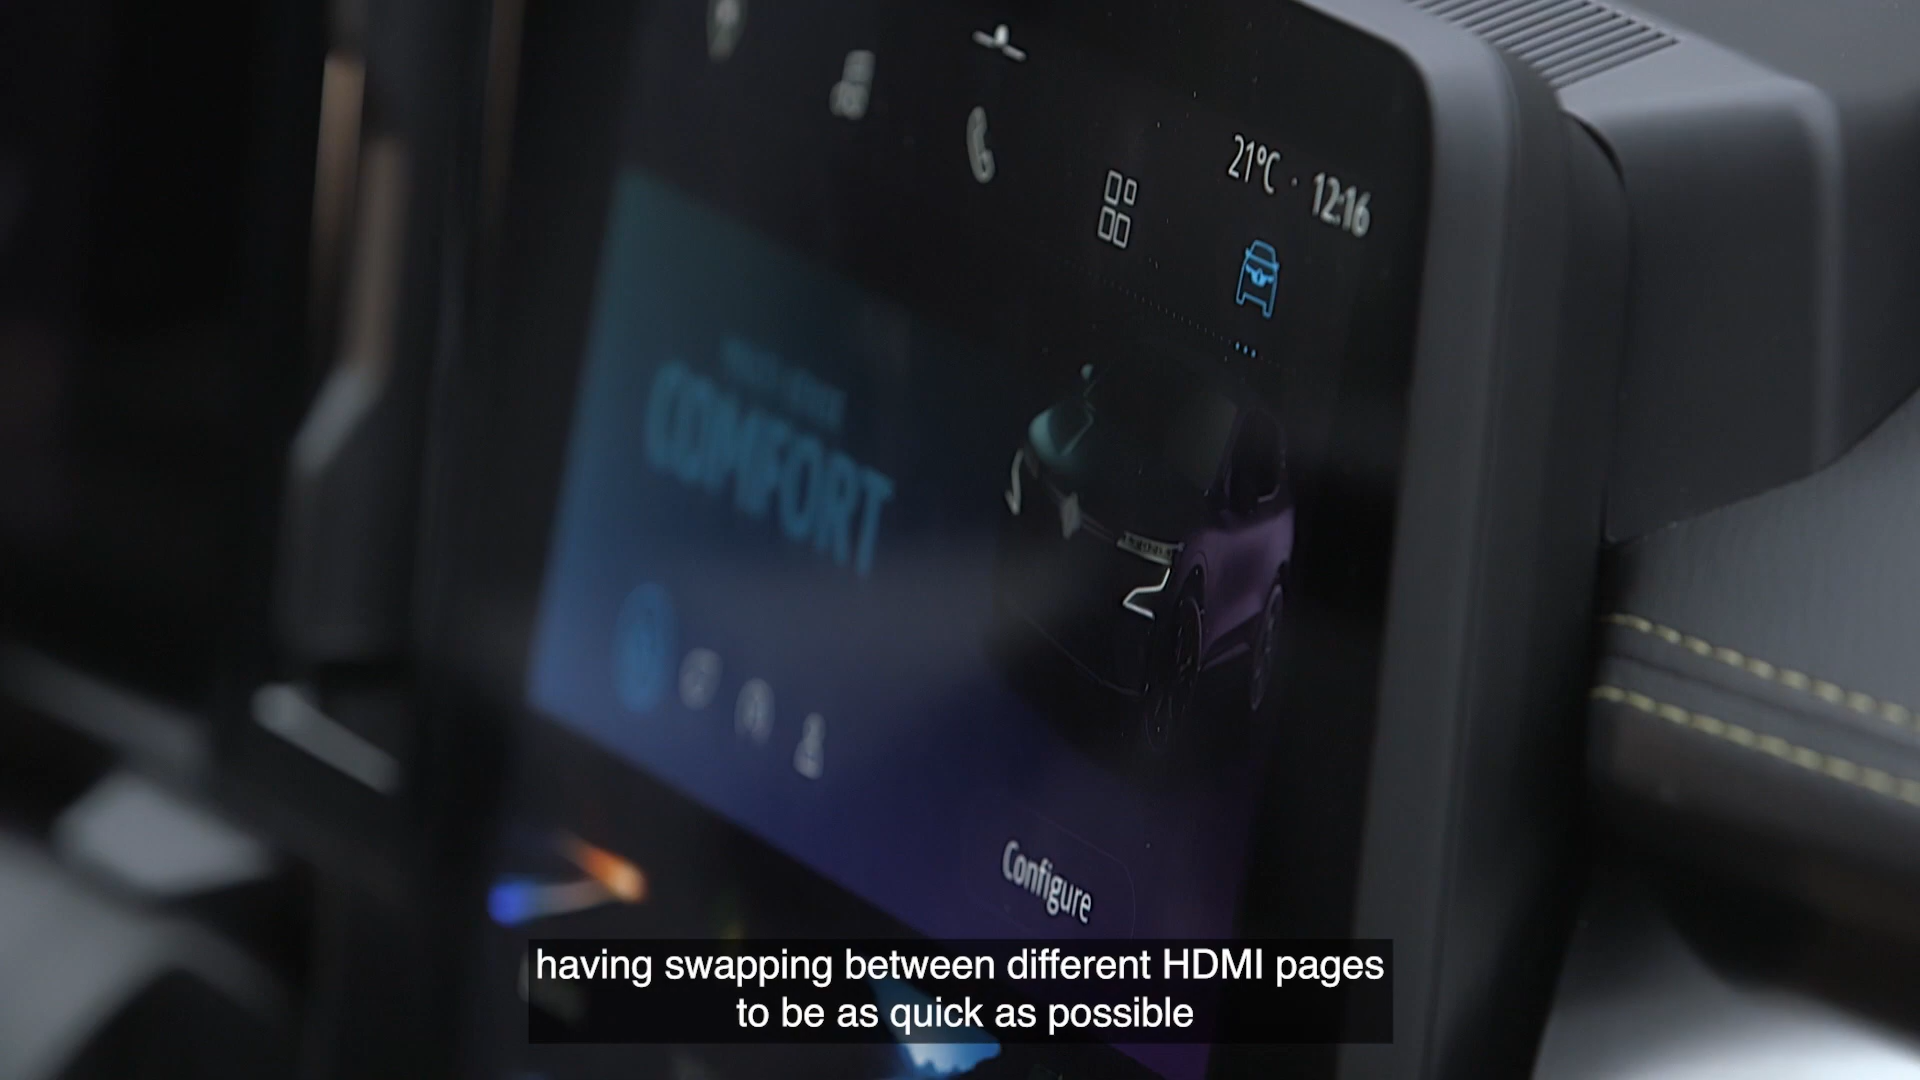 21°C · 12:16
COMFORT
Configure
having swapping between different HDMI pages
to be as quick as possible